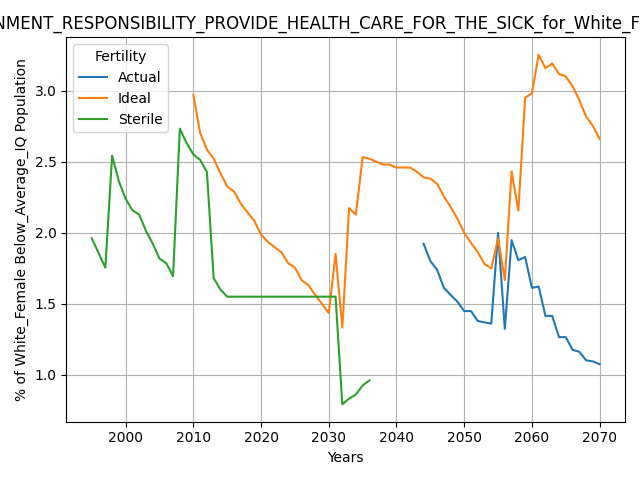 NMENT_RESPONSIBILITY_PROVIDE_HEALTH_CARE_FOR_THE_SICK_for_White_F
Fertility
Actual
Ideal
Sterile
% of White_Female Below_Average_IQ Population
3.0
2.5
2.0
1.5
1.0
2000 2010 2020 2030 2040 2050 2060 2070
Years